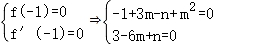 {f(-1)=0 ⇒ {-1+3m-n+m²=0
{f′(-1)=0 {3-6m+n=0